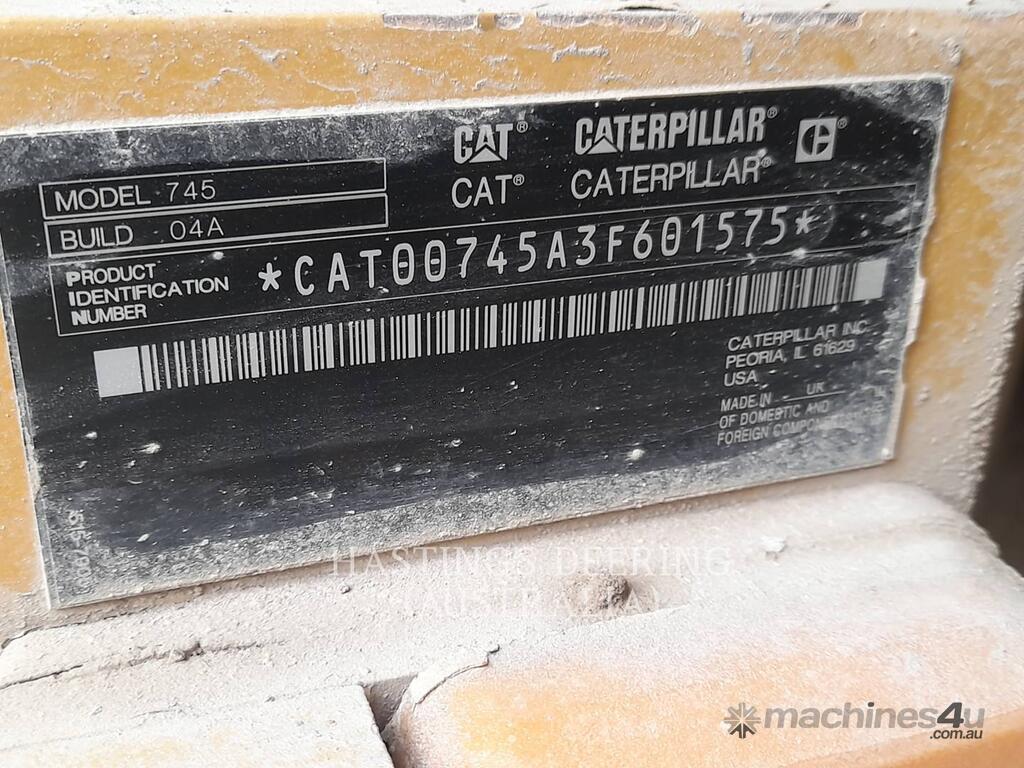 CAT® CATERPILLAR® C®
CAT® CATERPILLAR®
MODEL 745
BUILD 04A
PRODUCT
IDENTIFICATION
NUMBER
*CAT00745A3F601575*
CATERPILLAR INC.
PEORIA, IL 61629
USA
MADE IN UK
OF DOMESTIC AND
FOREIGN
HASTINGS DEERING
(AUSTRALIA)
machines4u
.com.au